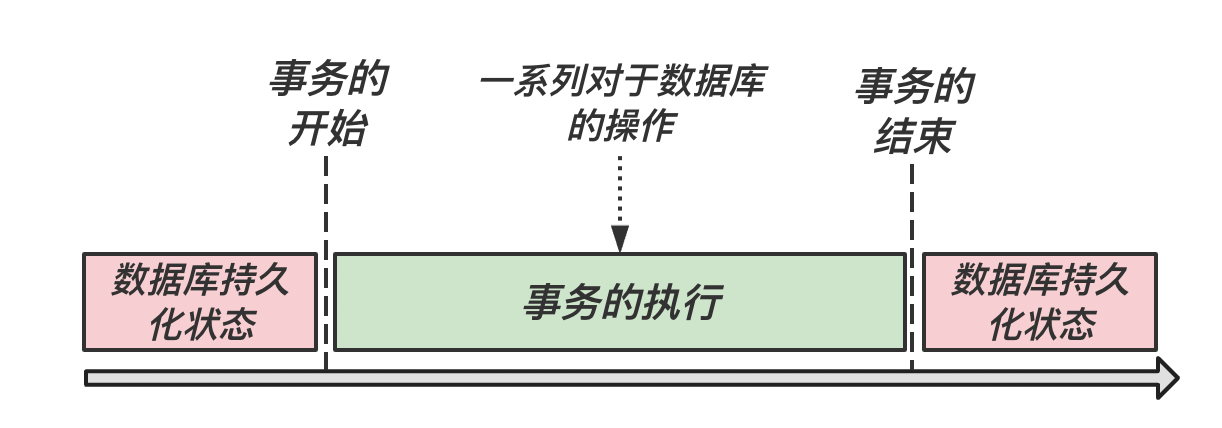 事务的
开始
一系列对于数据库
的操作
事务的
结束
数据库持久
化状态
事务的执行
数据库持久
化状态